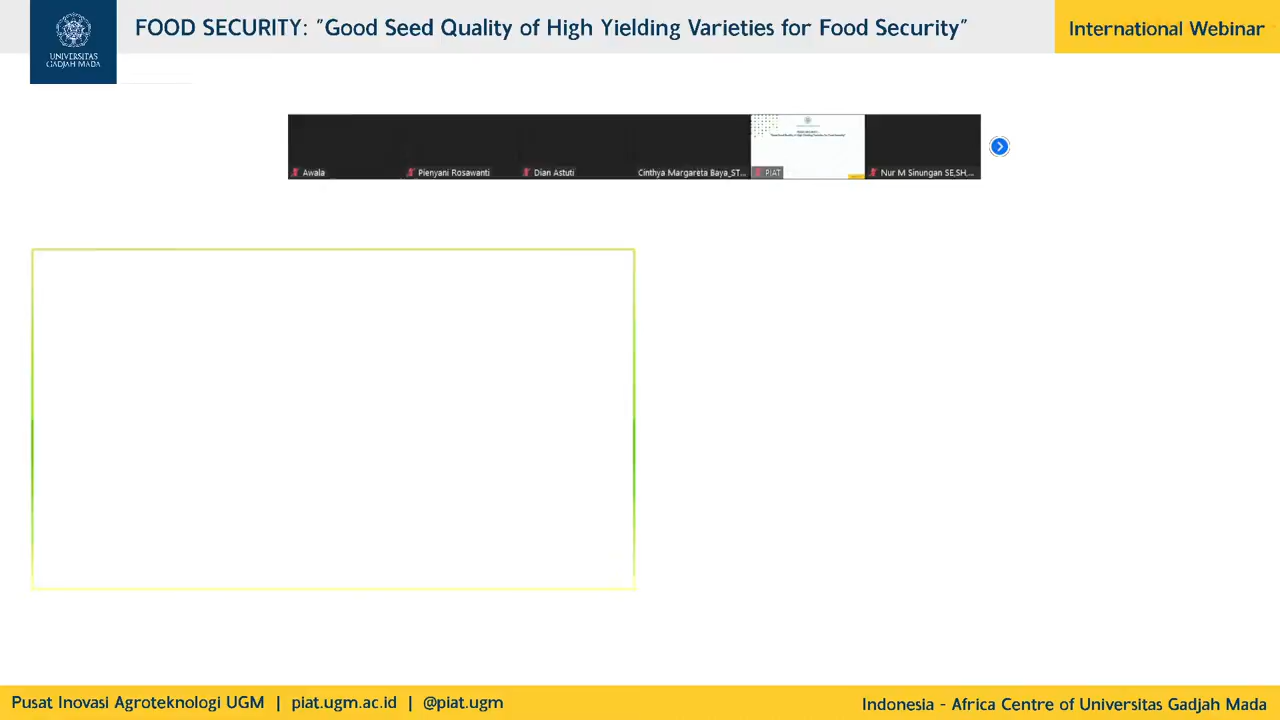 FOOD SECURITY: "Good Seed Quality of High Yielding Varieties for Food Security"
International Webinar
UNIVERSITAS
GADJAH MADA
Awala
Pienyani Rosawanti
Dian Astuti
Cinthya Margareta Baya_ST...
PIAT
Nur M Sinungan SE,SH,...
Pusat Inovasi Agroteknologi UGM | piat.ugm.ac.id | @piat.ugm
Indonesia - Africa Centre of Universitas Gadjah Mada